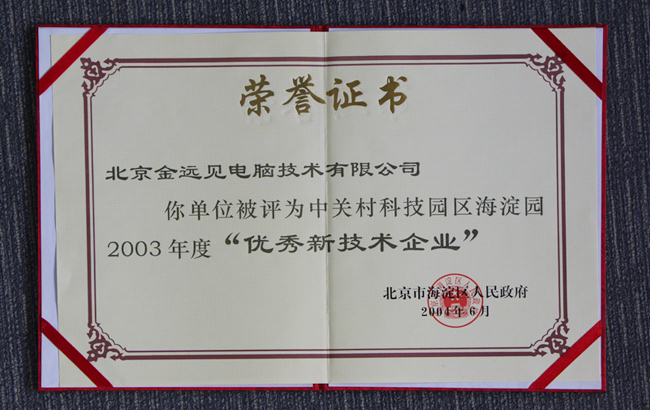 荣誉证书
北京金远见电脑技术有限公司
你单位被评为中关村科技园区海淀园
2003年度“优秀新技术企业”
北京市海淀区人民政府
2004年6月